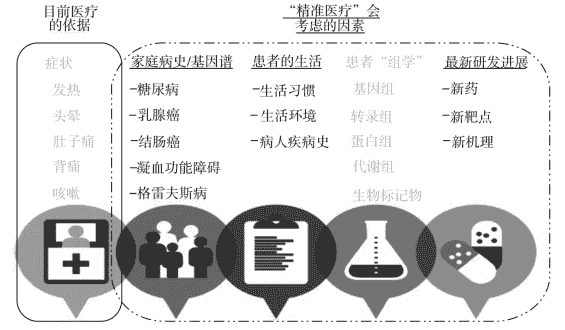 目前医疗
的依据
“精准医疗”会
考虑的因素
症状
发热
头晕
肚子痛
背痛
咳嗽
家庭病史/基因谱
–糖尿病
–乳腺癌
–结肠癌
–凝血功能障碍
–格雷夫斯病
患者的生活
–生活习惯
–生活环境
–病人疾病史
患者“组学”
基因组
转录组
蛋白组
代谢组
生物标记物
最新研发进展
–新药
–新靶点
–新机理